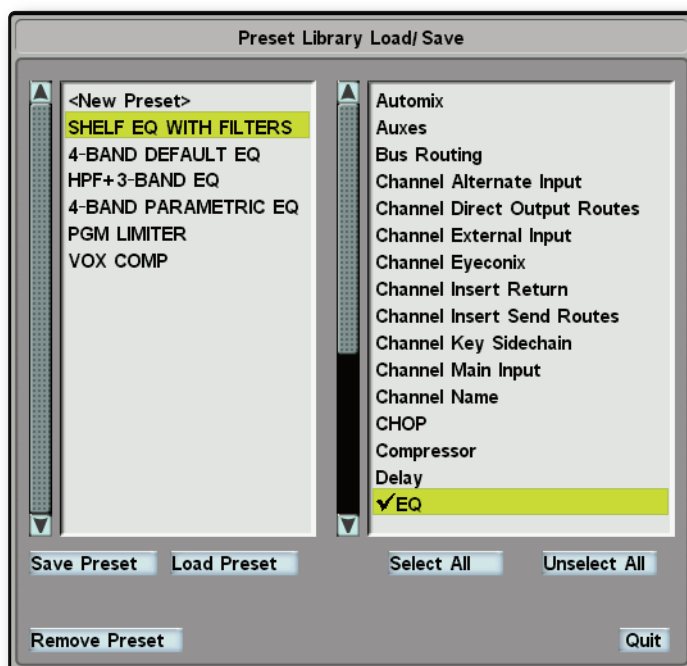 Preset Library Load/ Save
<New Preset>
SHELF EQ WITH FILTERS
4-BAND DEFAULT EQ
HPF+3-BAND EQ
4-BAND PARAMETRIC EQ
PGM LIMITER
VOX COMP
Automix
Auxes
Bus Routing
Channel Alternate Input
Channel Direct Output Routes
Channel External Input
Channel Eyeconix
Channel Insert Return
Channel Insert Send Routes
Channel Key Sidechain
Channel Main Input
Channel Name
CHOP
Compressor
Delay
✓EQ
Save Preset
Load Preset
Select All
Unselect All
Remove Preset
Quit